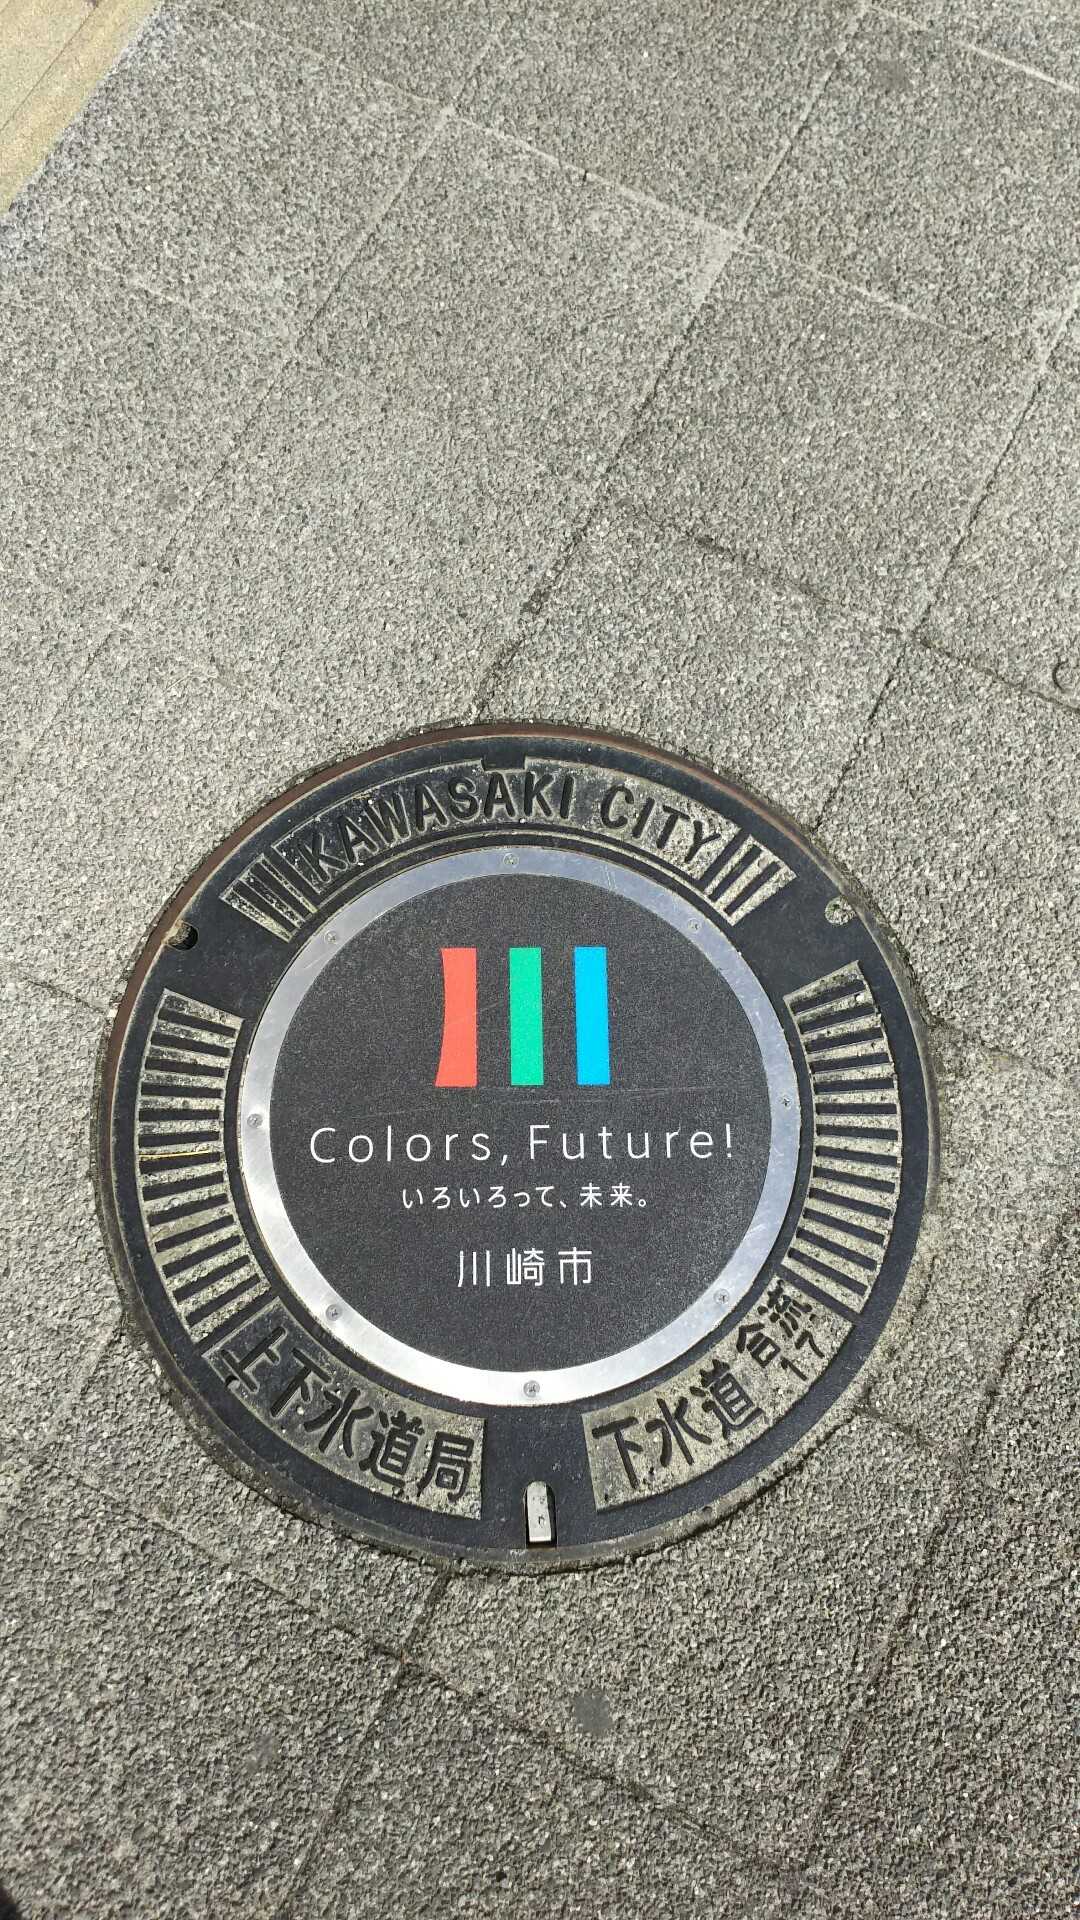 KAWASAKI CITY
Colors, Future!
いろいろって、未来。
川崎市
上下水道局
下水道
合流
17